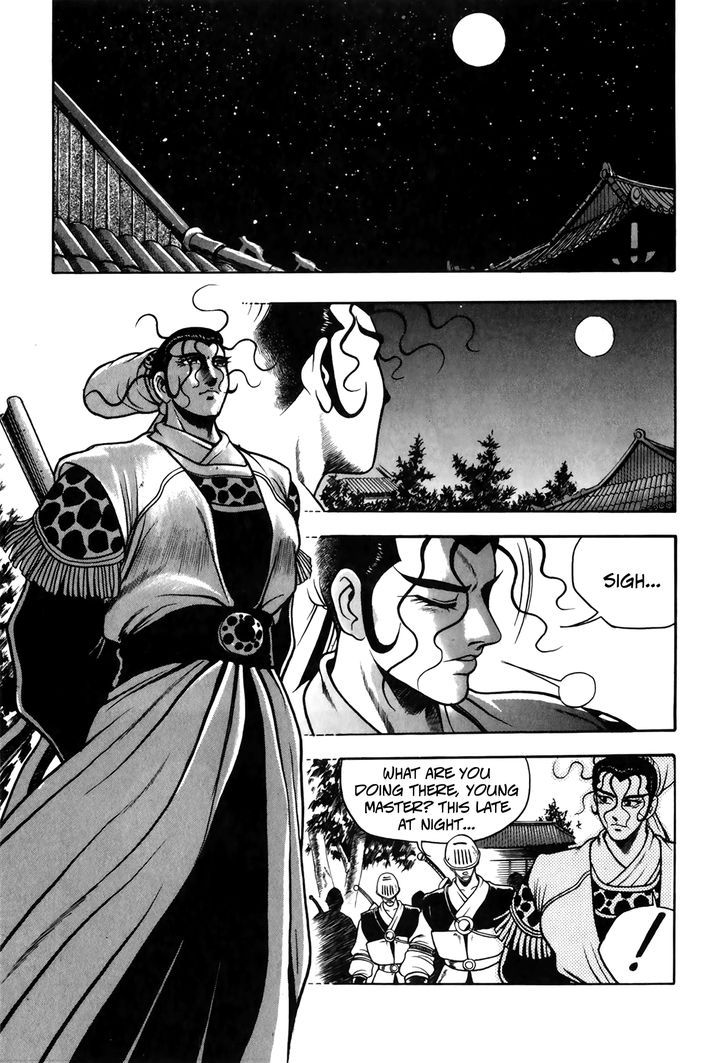 SIGH...
WHAT ARE YOU
DOING THERE, YOUNG
MASTER? THIS LATE
AT NIGHT...
!